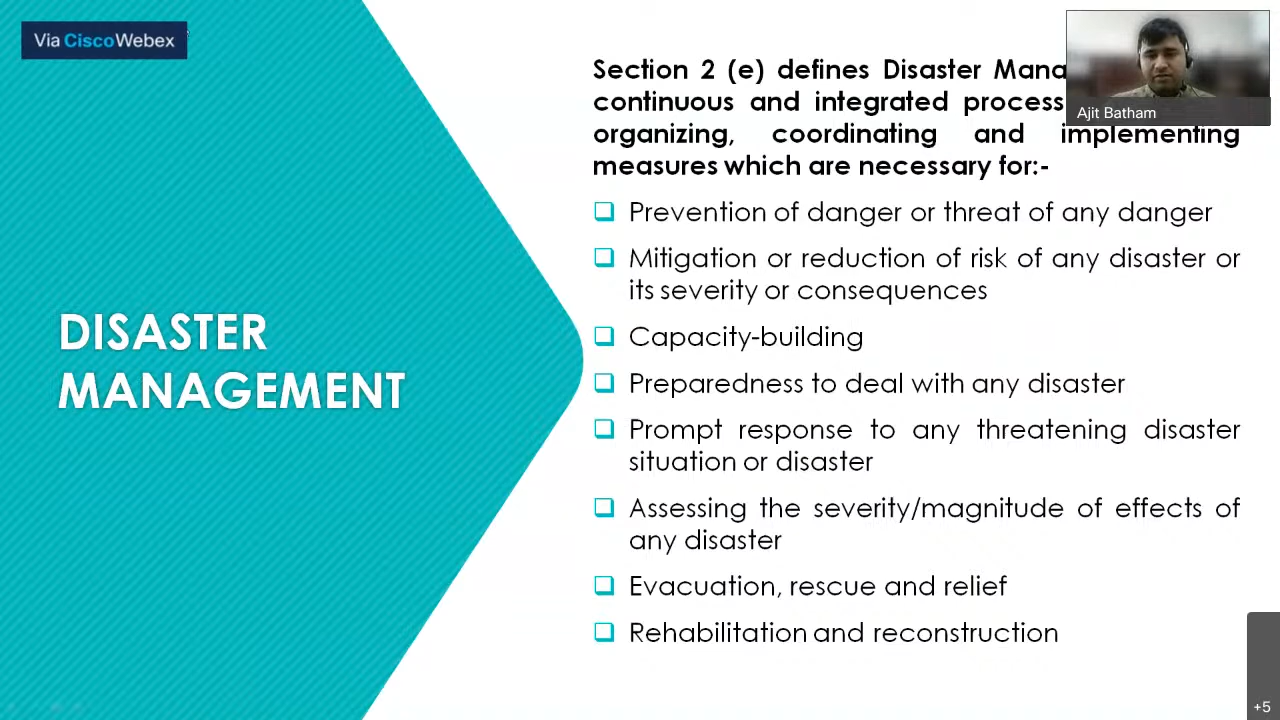 Via CiscoWebex
Ajit Batham
Section 2 (e) defines Disaster
continuous and integrated process
organizing, coordinating and implementing
measures which are necessary for:-
Prevention of danger or threat of any danger
Mitigation or reduction of risk of any disaster or
its severity or consequences
Capacity-building
Preparedness to deal with any disaster
Prompt response to any threatening disaster
situation or disaster
Assessing the severity/magnitude of effects of
any disaster
Evacuation, rescue and relief
Rehabilitation and reconstruction
DISASTER
MANAGEMENT
+5